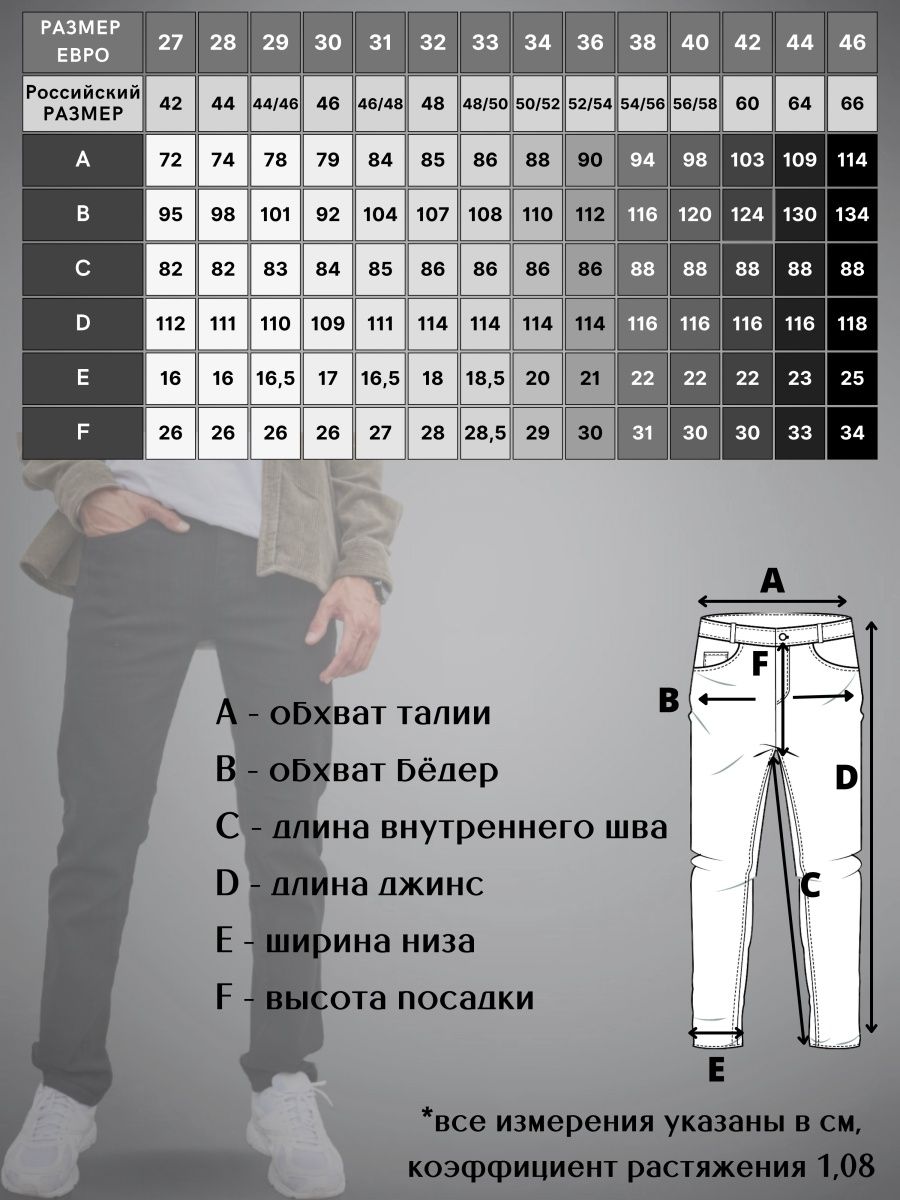 РАЗМЕР ЕВРО 27 28 29 30 31 32 33 34 36 38 40 42 44 46
Российский РАЗМЕР 42 44 44/46 46 46/48 48 48/50 50/52 52/54 54/56 56/58 60 64 66
A 72 74 78 79 84 85 86 88 90 94 98 103 109 114
B 95 98 101 92 104 107 108 110 112 116 120 124 130 134
C 82 82 83 84 85 86 86 86 86 88 88 88 88 88
D 112 111 110 109 111 114 114 114 114 116 116 116 116 118
E 16 16 16,5 17 16,5 18 18,5 20 21 22 22 22 23 25
F 26 26 26 26 27 28 28,5 29 30 31 30 30 33 34
A
F
B
D
C
E
A - обхват талии
B - обхват бёдер
C - длина внутреннего шва
D - длина джинс
E - ширина низа
F - высота посадки
*все измерения указаны в см,
коэффициент растяжения 1,08